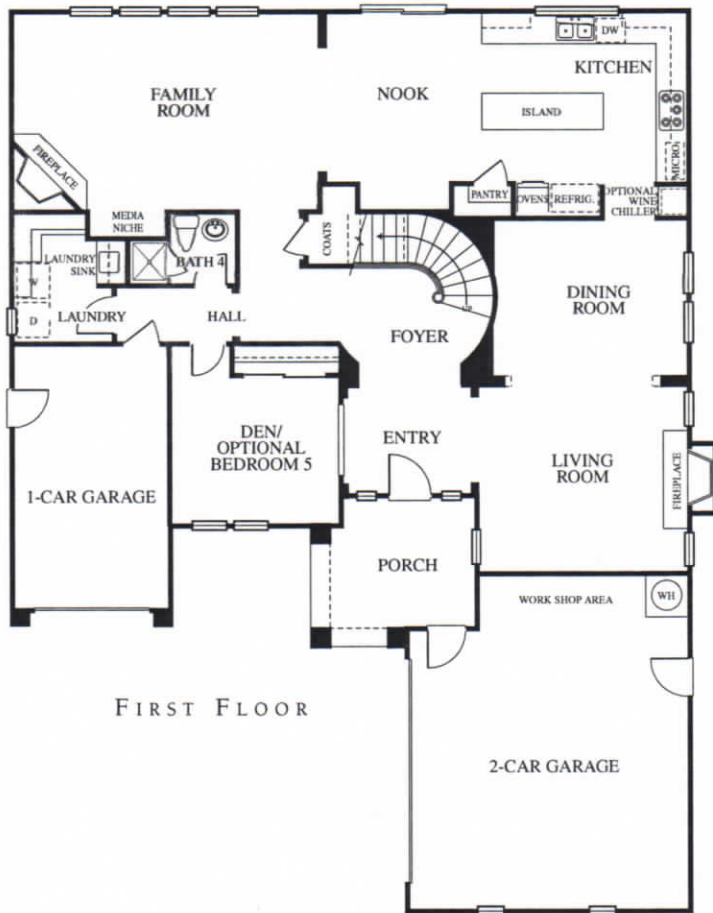 DW
KITCHEN
FAMILY
ROOM
NOOK
ISLAND
FIREPLACE
MICRO.
PANTRY
OVENS
REFRIG.
OPTIONAL
WINE
CHILLER
MEDIA
NICHE
COATS
LAUNDRY
SINK
BATH 4
W
D
LAUNDRY
HALL
UP
FOYER
DINING
ROOM
DEN/
OPTIONAL
BEDROOM 5
ENTRY
LIVING
ROOM
FIREPLACE
1-CAR GARAGE
PORCH
WORK SHOP AREA
WH
FIRST FLOOR
2-CAR GARAGE